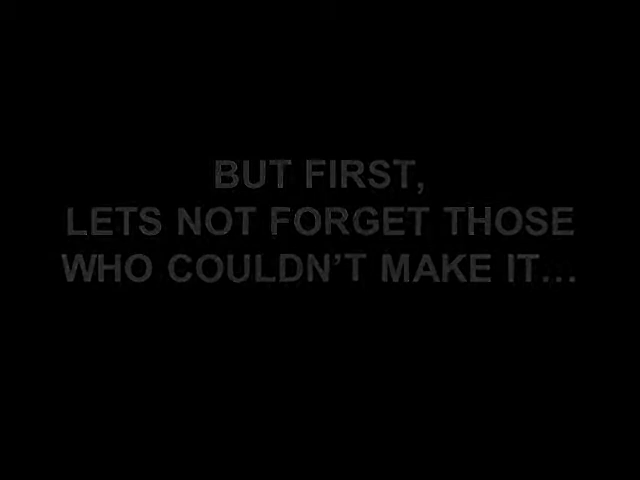 BUT FIRST,
LETS NOT FORGET THOSE
WHO COULDN’T MAKE IT…